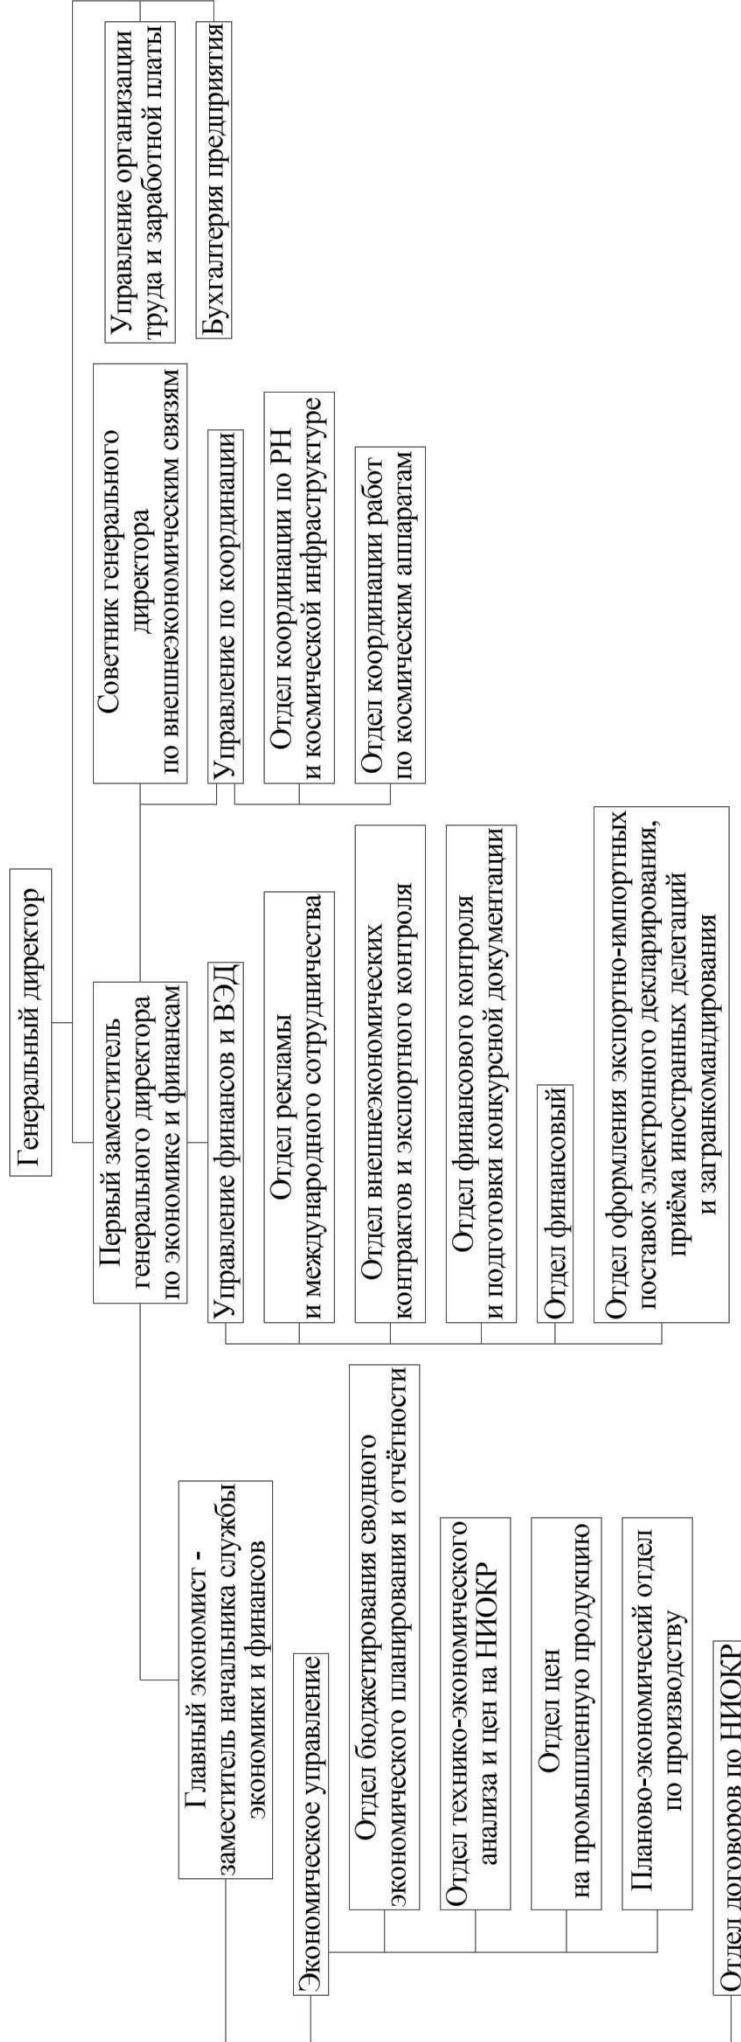 Генеральный директор
Первый заместитель
генерального директора
по экономике и финансам
Советник генерального
директора
по внешнеэкономическим связям
Управление организации
труда и заработной платы
Бухгалтерия предприятия
Главный экономист -
заместитель начальника службы
экономики и финансов
Экономическое управление
Отдел бюджетирования сводного
экономического планирования и отчётности
Отдел технико-экономического
анализа и цен на НИОКР
Отдел цен
на промышленную продукцию
Планово-экономичесий отдел
по производству
Отдел договоров по НИОКР
Управление финансов и ВЭД
Отдел рекламы
и международного сотрудничества
Отдел внешнеэкономических
контрактов и экспортного контроля
Отдел финансового контроля
и подготовки конкурсной документации
Отдел финансовый
Отдел оформления экспортно-импортных
поставок электронного декларирования,
приёма иностранных делегаций
и загранкомандирования
Управление по координации
Отдел координации по РН
и космической инфраструктуре
Отдел координации работ
по космическим аппаратам